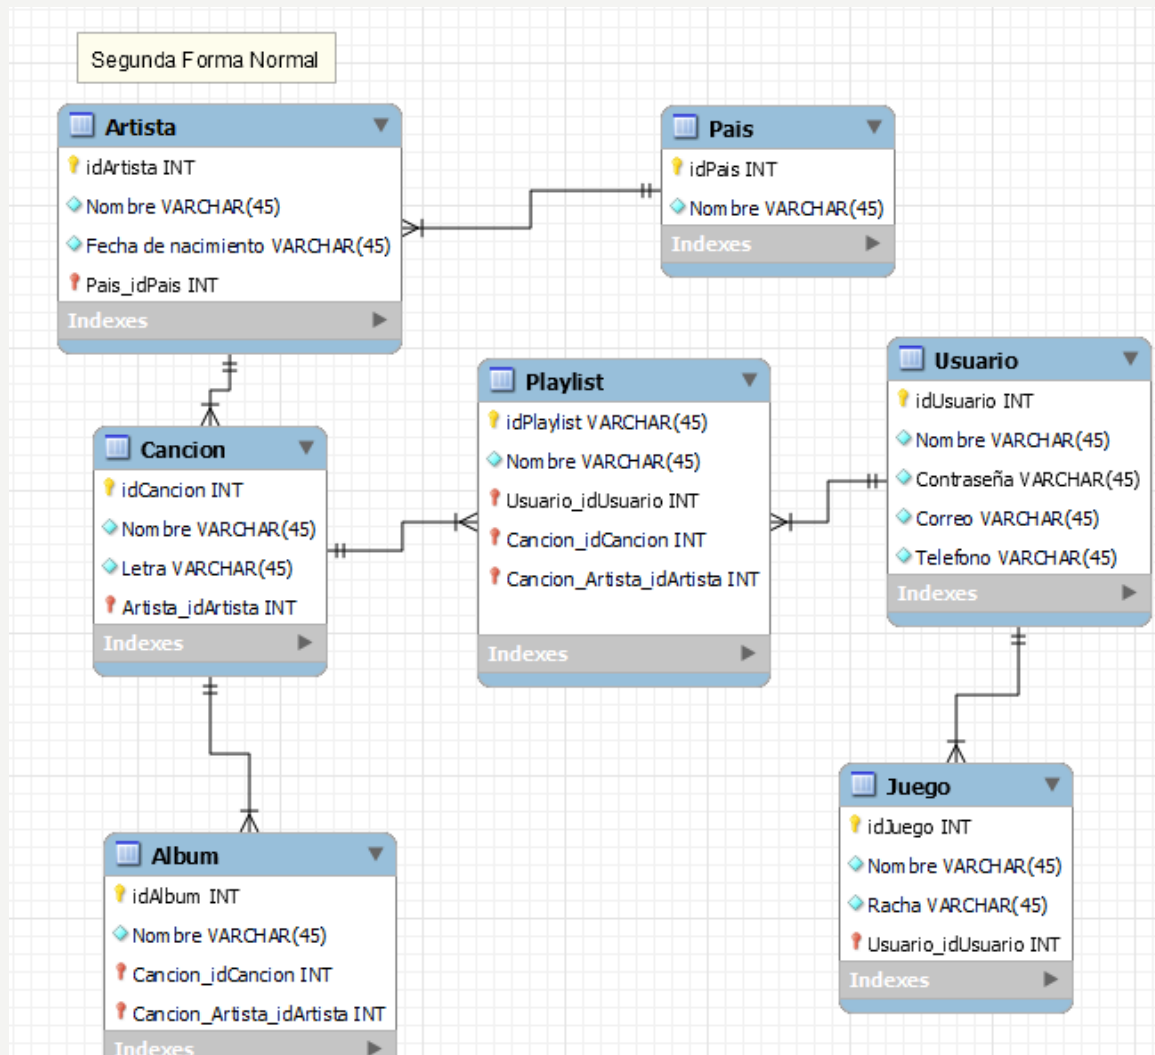 Segunda Forma Normal
Artista
idArtista INT
Nombre VARCHAR(45)
Fecha de nacimiento VARCHAR(45)
Pais_idPais INT
Indexes
Pais
idPais INT
Nombre VARCHAR(45)
Indexes
Cancion
idCancion INT
Nombre VARCHAR(45)
Letra VARCHAR(45)
Artista_idArtista INT
Indexes
Playlist
idPlaylist VARCHAR(45)
Nombre VARCHAR(45)
Usuario_idUsuario INT
Cancion_idCancion INT
Cancion_Artista_idArtista INT
Indexes
Usuario
idUsuario INT
Nombre VARCHAR(45)
Contraseña VARCHAR(45)
Correo VARCHAR(45)
Telefono VARCHAR(45)
Indexes
Album
idAlbum INT
Nombre VARCHAR(45)
Cancion_idCancion INT
Cancion_Artista_idArtista INT
Indexes
Juego
idJuego INT
Nombre VARCHAR(45)
Racha VARCHAR(45)
Usuario_idUsuario INT
Indexes